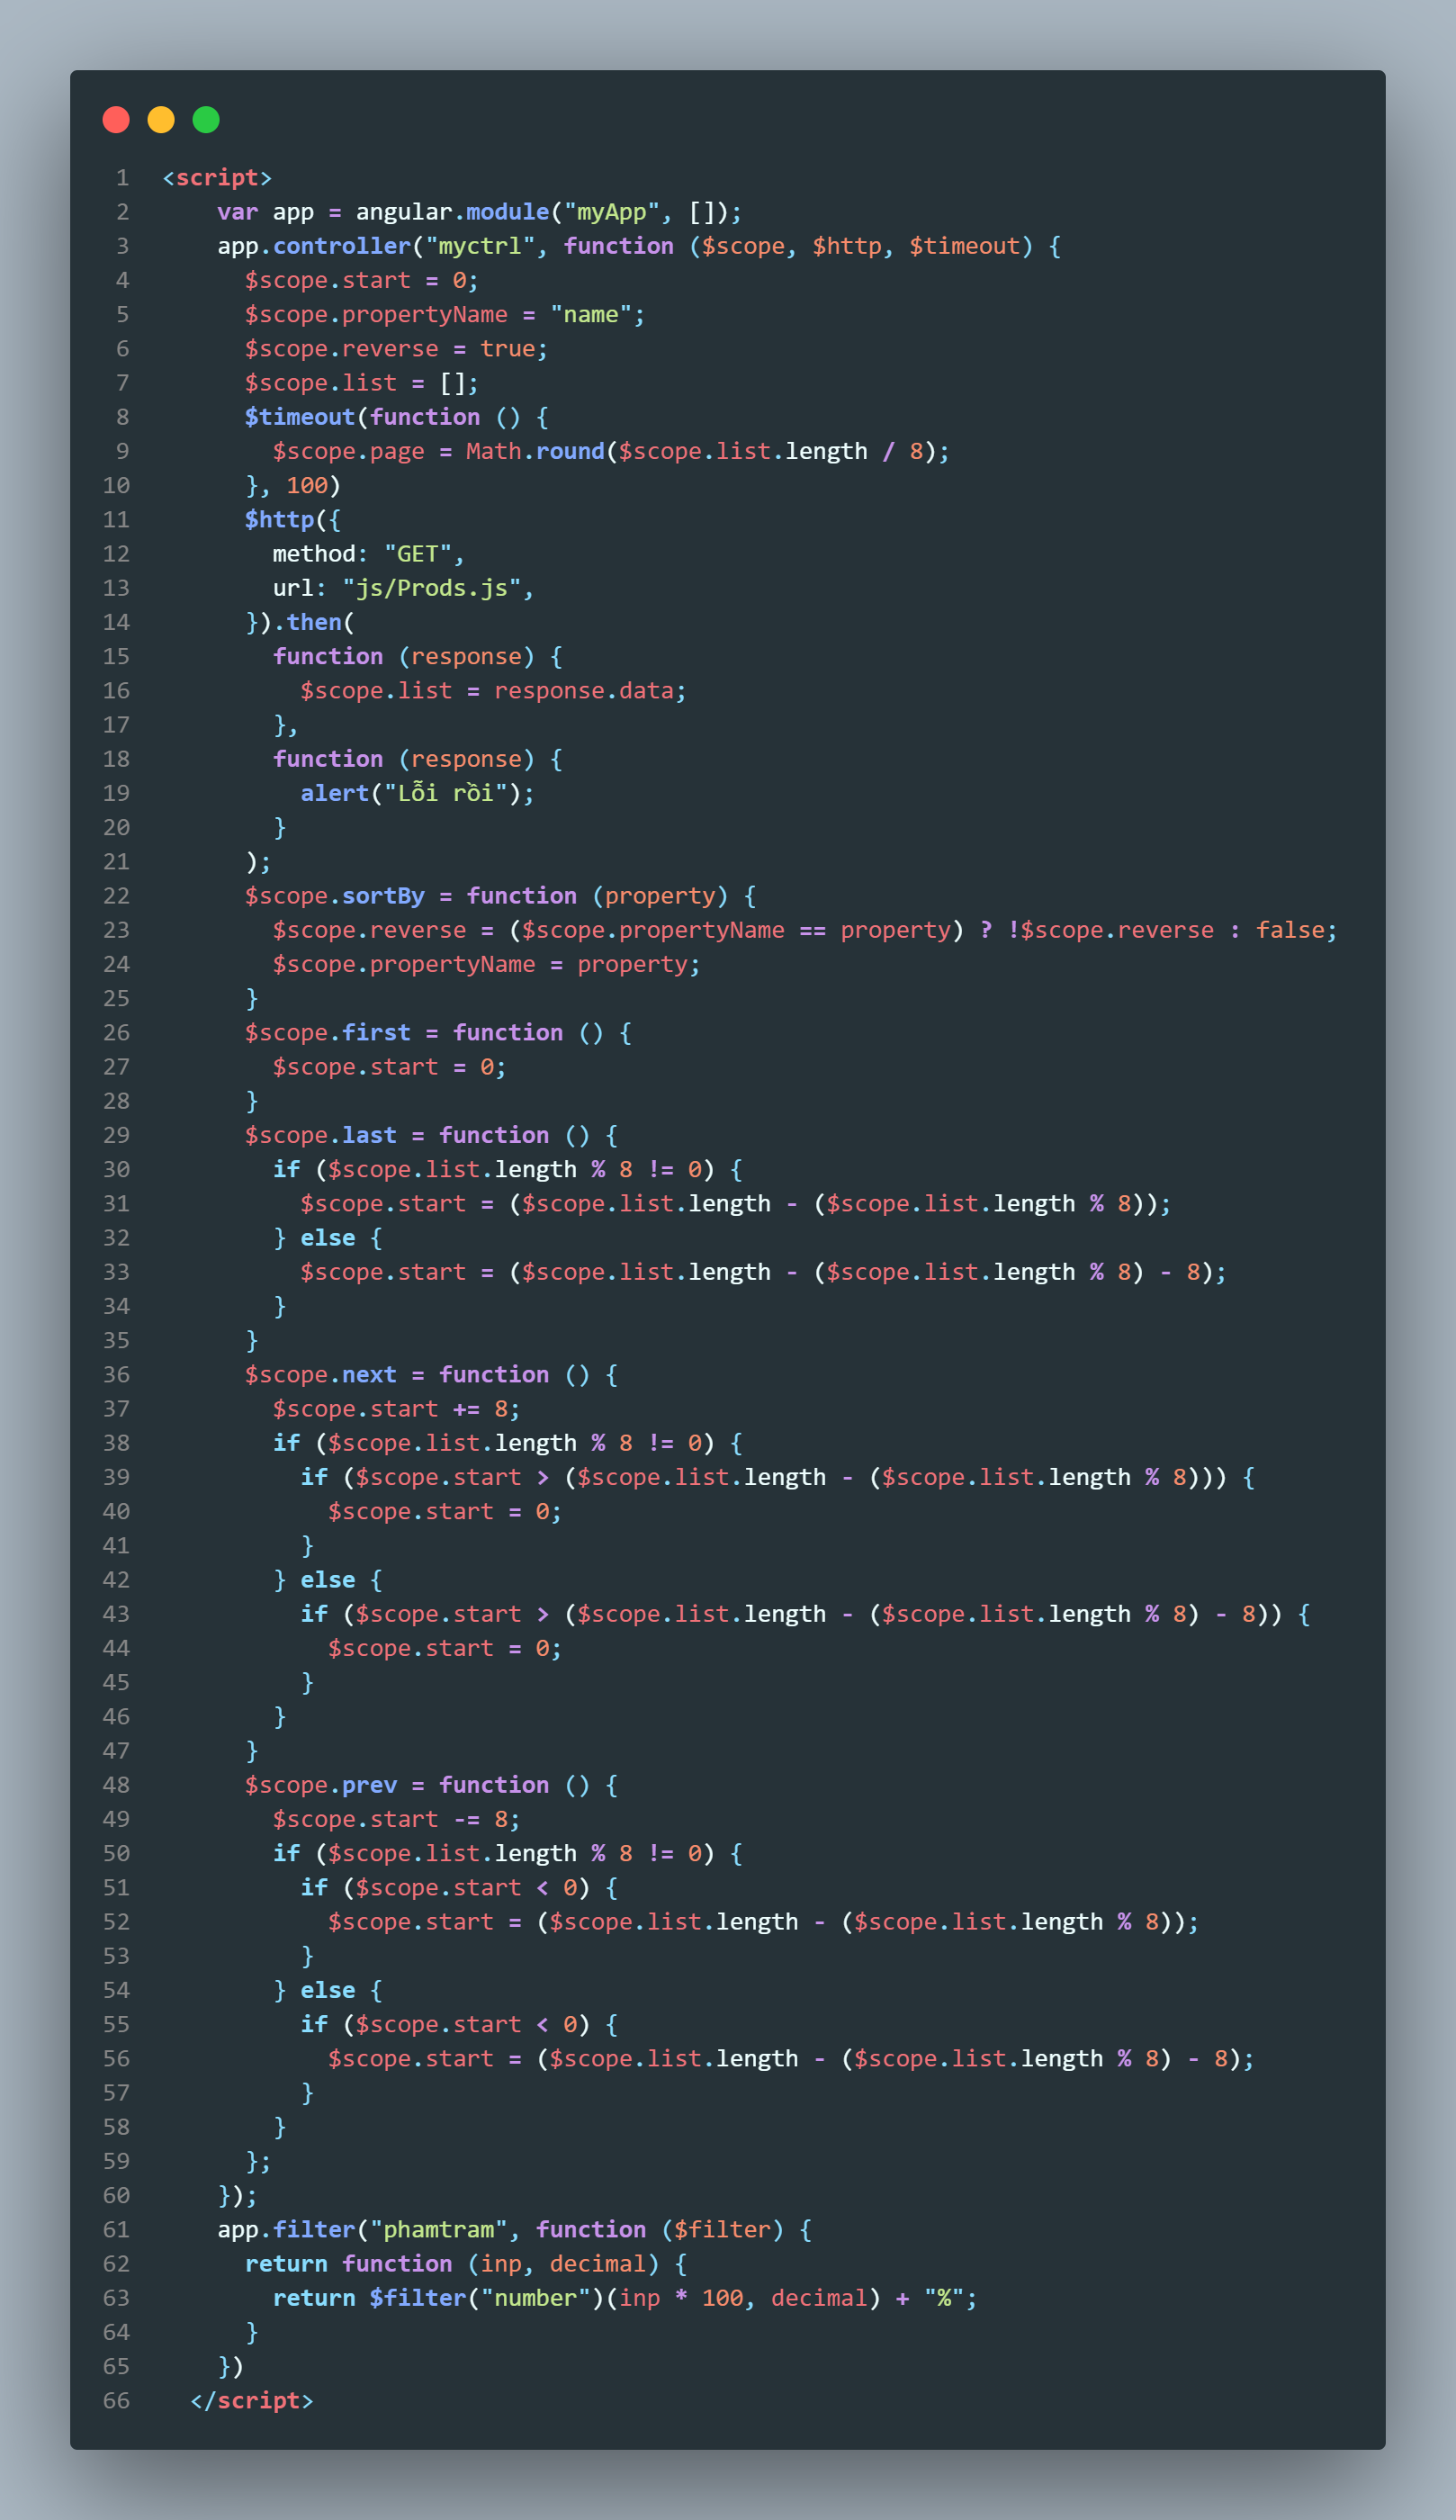 1 <script>
2     var app = angular.module("myApp", []);
3     app.controller("myctrl", function ($scope, $http, $timeout) {
4       $scope.start = 0;
5       $scope.propertyName = "name";
6       $scope.reverse = true;
7       $scope.list = [];
8       $timeout(function () {
9         $scope.page = Math.round($scope.list.length / 8);
10       }, 100)
11       $http({
12         method: "GET",
13         url: "js/Prods.js",
14       }).then(
15         function (response) {
16           $scope.list = response.data;
17         },
18         function (response) {
19           alert("Lỗi rồi");
20         }
21       );
22       $scope.sortBy = function (property) {
23         $scope.reverse = ($scope.propertyName == property) ? !$scope.reverse : false;
24         $scope.propertyName = property;
25       }
26       $scope.first = function () {
27         $scope.start = 0;
28       }
29       $scope.last = function () {
30         if ($scope.list.length % 8 != 0) {
31           $scope.start = ($scope.list.length - ($scope.list.length % 8));
32         } else {
33           $scope.start = ($scope.list.length - ($scope.list.length % 8) - 8);
34         }
35       }
36       $scope.next = function () {
37         $scope.start += 8;
38         if ($scope.list.length % 8 != 0) {
39           if ($scope.start > ($scope.list.length - ($scope.list.length % 8))) {
40             $scope.start = 0;
41           }
42         } else {
43           if ($scope.start > ($scope.list.length - ($scope.list.length % 8) - 8)) {
44             $scope.start = 0;
45           }
46         }
47       }
48       $scope.prev = function () {
49         $scope.start -= 8;
50         if ($scope.list.length % 8 != 0) {
51           if ($scope.start < 0) {
52             $scope.start = ($scope.list.length - ($scope.list.length % 8));
53           }
54         } else {
55           if ($scope.start < 0) {
56             $scope.start = ($scope.list.length - ($scope.list.length % 8) - 8);
57           }
58         }
59       };
60     });
61     app.filter("phamtram", function ($filter) {
62       return function (inp, decimal) {
63         return $filter("number")(inp * 100, decimal) + "%";
64       }
65     })
66   </script>